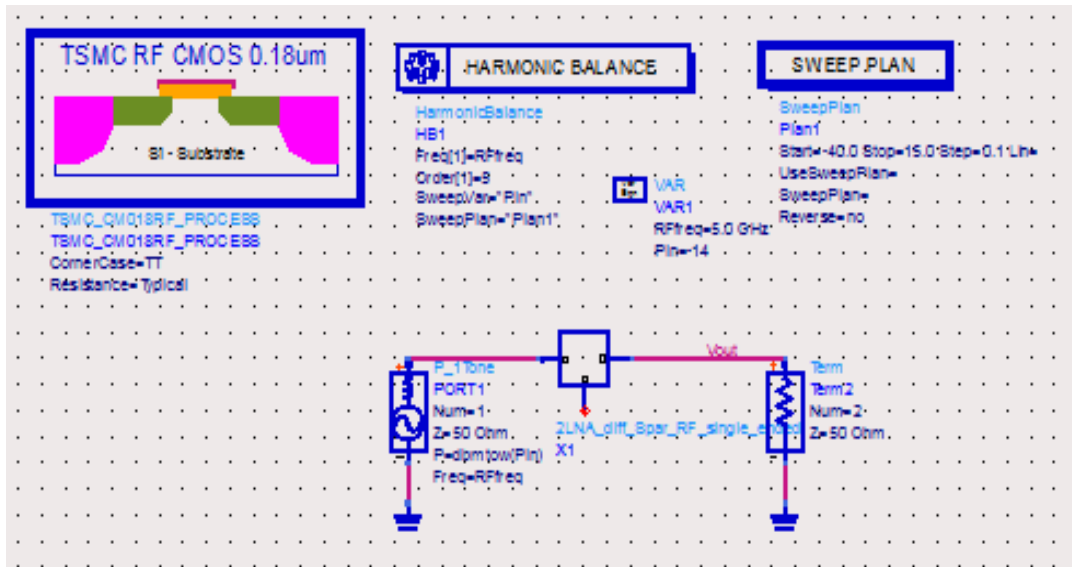 TSMC RF CMOS 0.18um
Si - Substrate
TSMC_CM018RF_PROCESS
TSMC_CM018RF_PROCESS
CornerCase=TT
Resistance=Typical
HARMONIC BALANCE
HarmonicBalance
HB1
Freq[1]=RFfreq
Order[1]=9
SweepVar="Pin"
SweepPlan="Plan1"
VAR
VAR1
RFfreq=5.0 GHz
Pin=-14
SWEEP PLAN
SweepPlan
Plan1
Start=-40.0 Stop=15.0 Step=0.1 Lin=
UseSweepPlan=
SweepPlan=
Reverse=no
P_1Tone
PORT1
Num=1
Z=50 Ohm
P=dbmtow(Pin)
Freq=RFfreq
2LNA_diff_Spar_RF_single_ended
X1
Vout
Term
Term2
Num=2
Z=50 Ohm